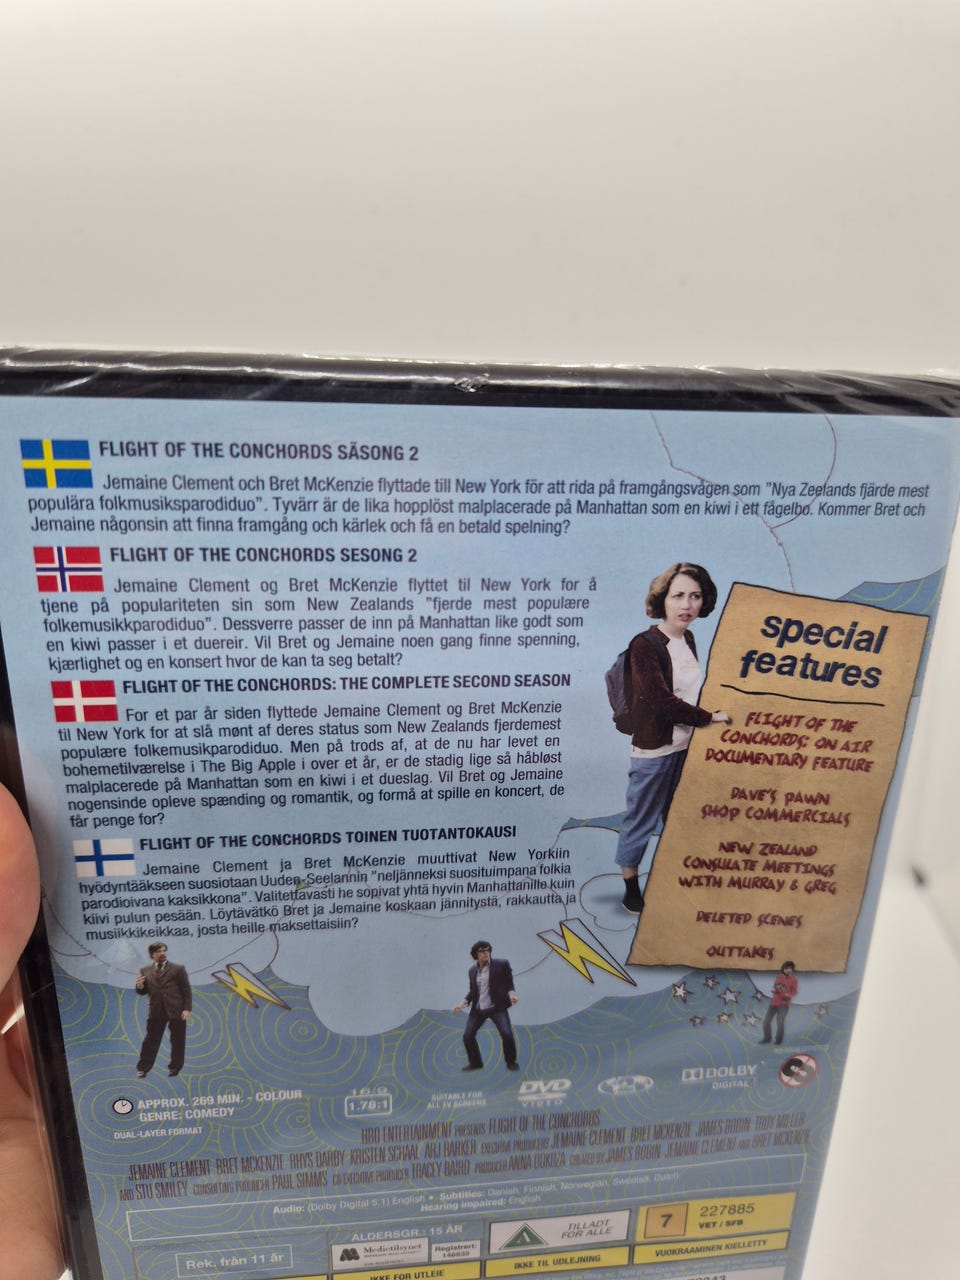 FLIGHT OF THE CONCHORDS SÄSONG 2
Jemaine Clement och Bret McKenzie flyttade till New York för att rida på framgångsvågen som "Nya Zeelands fjärde mest
populära folkmusiksparodiduo". Tyvärr är de lika hopplöst malplacerade på Manhattan som en kiwi i ett fågelbo. Kommer Bret och
Jemaine någonsin att finna framgång och kärlek och få en betald spelning?
FLIGHT OF THE CONCHORDS SESONG 2
Jemaine Clement og Bret McKenzie flyttet til New York for å
tjene på populariteten sin som New Zealands "fjerde mest populære
folkemusikkparodiduo". Dessverre passer de inn på Manhattan like godt som
en kiwi passer i et duereir. Vil Bret og Jemaine noen gang finne spenning,
kjærlighet og en konsert hvor de kan ta seg betalt?
FLIGHT OF THE CONCHORDS: THE COMPLETE SECOND SEASON
For et par år siden flyttede Jemaine Clement og Bret McKenzie
til New York for at slå mønt af deres status som New Zealands fjerdemest
populære folkemusikparodiduo. Men på trods af, at de nu har levet en
bohemetilværelse i The Big Apple i over et år, er de stadig lige så håbløst
malplacerede på Manhattan som en kiwi i et dueslag. Vil Bret og Jemaine
nogensinde opleve spænding og romantik, og formå at spille en koncert, de
får penge for?
FLIGHT OF THE CONCHORDS TOINEN TUOTANTOKAUSI
Jemaine Clement ja Bret McKenzie muuttivat New Yorkiin
hyödyntääkseen suosiotaan Uuden-Seelannin "neljänneksi suosituimpana folkia
parodioivana kaksikkona". Valitettavasti he sopivat yhtä hyvin Manhattanille kuin
kiivi pulun pesään. Löytävätkö Bret ja Jemaine koskaan jännitystä, rakkautta ja
musiikkikeikkaa, josta heille maksettaisiin?
special
features
FLIGHT OF THE
CONCHORDS: ON AIR
DOCUMENTARY FEATURE
DAVE'S PAWN
SHOP COMMERCIALS
NEW ZEALAND
CONSULATE MEETINGS
WITH MURRAY & GREG
DELETED SCENES
OUTTAKES
APPROX. 269 MIN. - COLOUR
GENRE: COMEDY
DUAL-LAYER FORMAT
16:9
1.78:1
SUITABLE FOR
ALL TV SCREENS
DVD
VIDEO
DOLBY
DIGITAL
HBO ENTERTAINMENT PRESENTS FLIGHT OF THE CONCHORDS
JEMAINE CLEMENT BRET MCKENZIE RHYS DARBY KRISTEN SCHAAL ARJ BARKER EXECUTIVE PRODUCERS JEMAINE CLEMENT BRET MCKENZIE JAMES BOBIN TROY MILLER
AND STU SMILEY CONSULTING PRODUCER PAUL SIMMS CO EXECUTIVE PRODUCER TRACEY BAIRD PRODUCER ANNA DOKOZA CREATED BY JAMES BOBIN JEMAINE CLEMENT AND BRET MCKENZIE
Audio: (Dolby Digital 5.1) English • Subtitles: Danish, Finnish, Norwegian, Swedish, Dutch
Hearing impaired: English
Rek. från 11 år
ALDERSGR.: 15 ÅR
Medietilsynet
Registrert:
146935
IKKE FOR UTLEIE
TILLADT
FOR ALLE
IKKE TIL UDLEJNING
7
227885
VET / SFB
VUOKRAAMINEN KIELLETTY